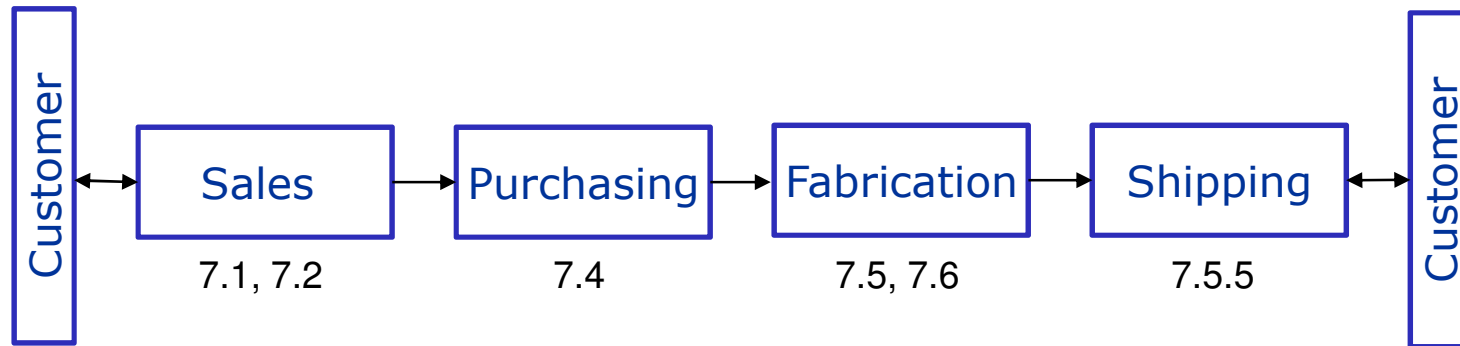 Customer
Sales
Purchasing
Fabrication
Shipping
Customer
7.1, 7.2
7.4
7.5, 7.6
7.5.5